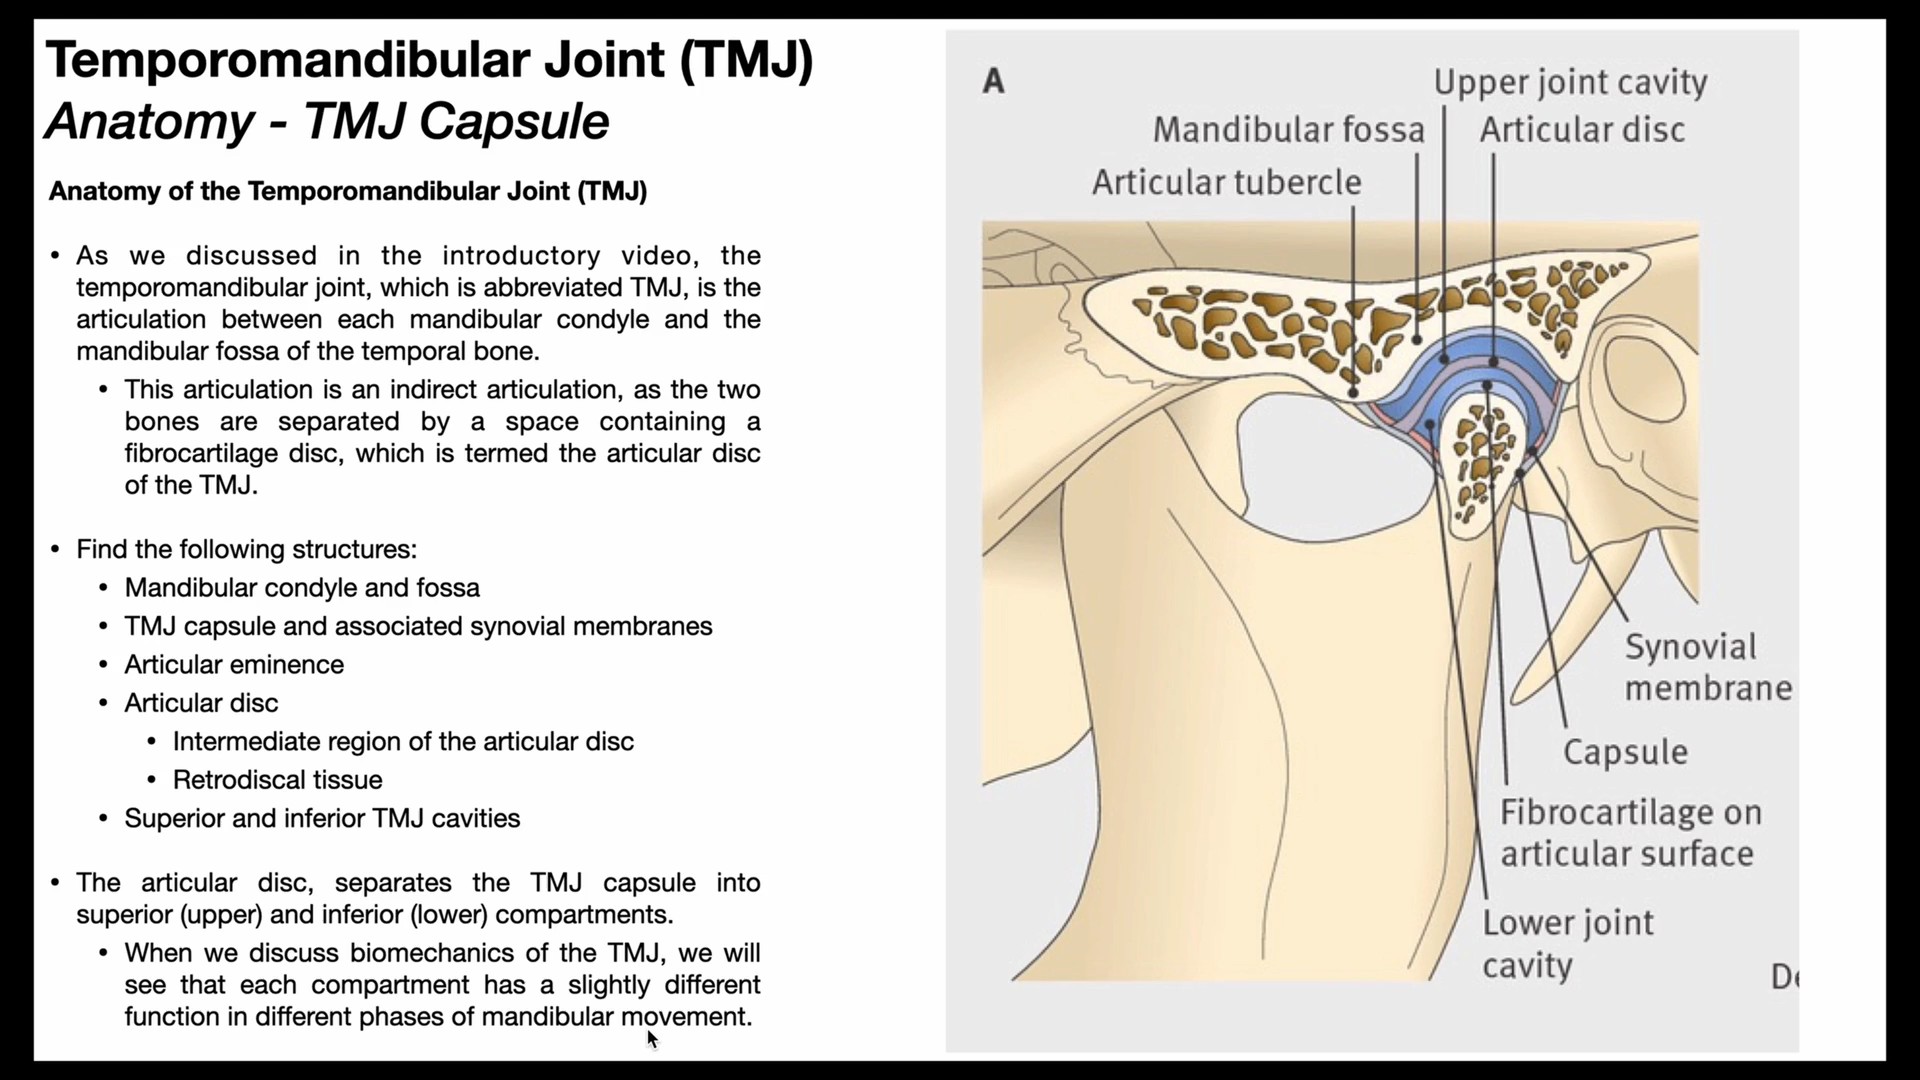 Temporomandibular Joint (TMJ)
Anatomy - TMJ Capsule
Anatomy of the Temporomandibular Joint (TMJ)
• As we discussed in the introductory video, the
temporomandibular joint, which is abbreviated TMJ, is the
articulation between each mandibular condyle and the
mandibular fossa of the temporal bone.
• This articulation is an indirect articulation, as the two
bones are separated by a space containing a
fibrocartilage disc, which is termed the articular disc
of the TMJ.
• Find the following structures:
• Mandibular condyle and fossa
• TMJ capsule and associated synovial membranes
• Articular eminence
• Articular disc
• Intermediate region of the articular disc
• Retrodiscal tissue
• Superior and inferior TMJ cavities
• The articular disc, separates the TMJ capsule into
superior (upper) and inferior (lower) compartments.
• When we discuss biomechanics of the TMJ, we will
see that each compartment has a slightly different
function in different phases of mandibular movement.
A
Upper joint cavity
Mandibular fossa
Articular disc
Articular tubercle
Synovial
membrane
Capsule
Fibrocartilage on
articular surface
Lower joint
cavity